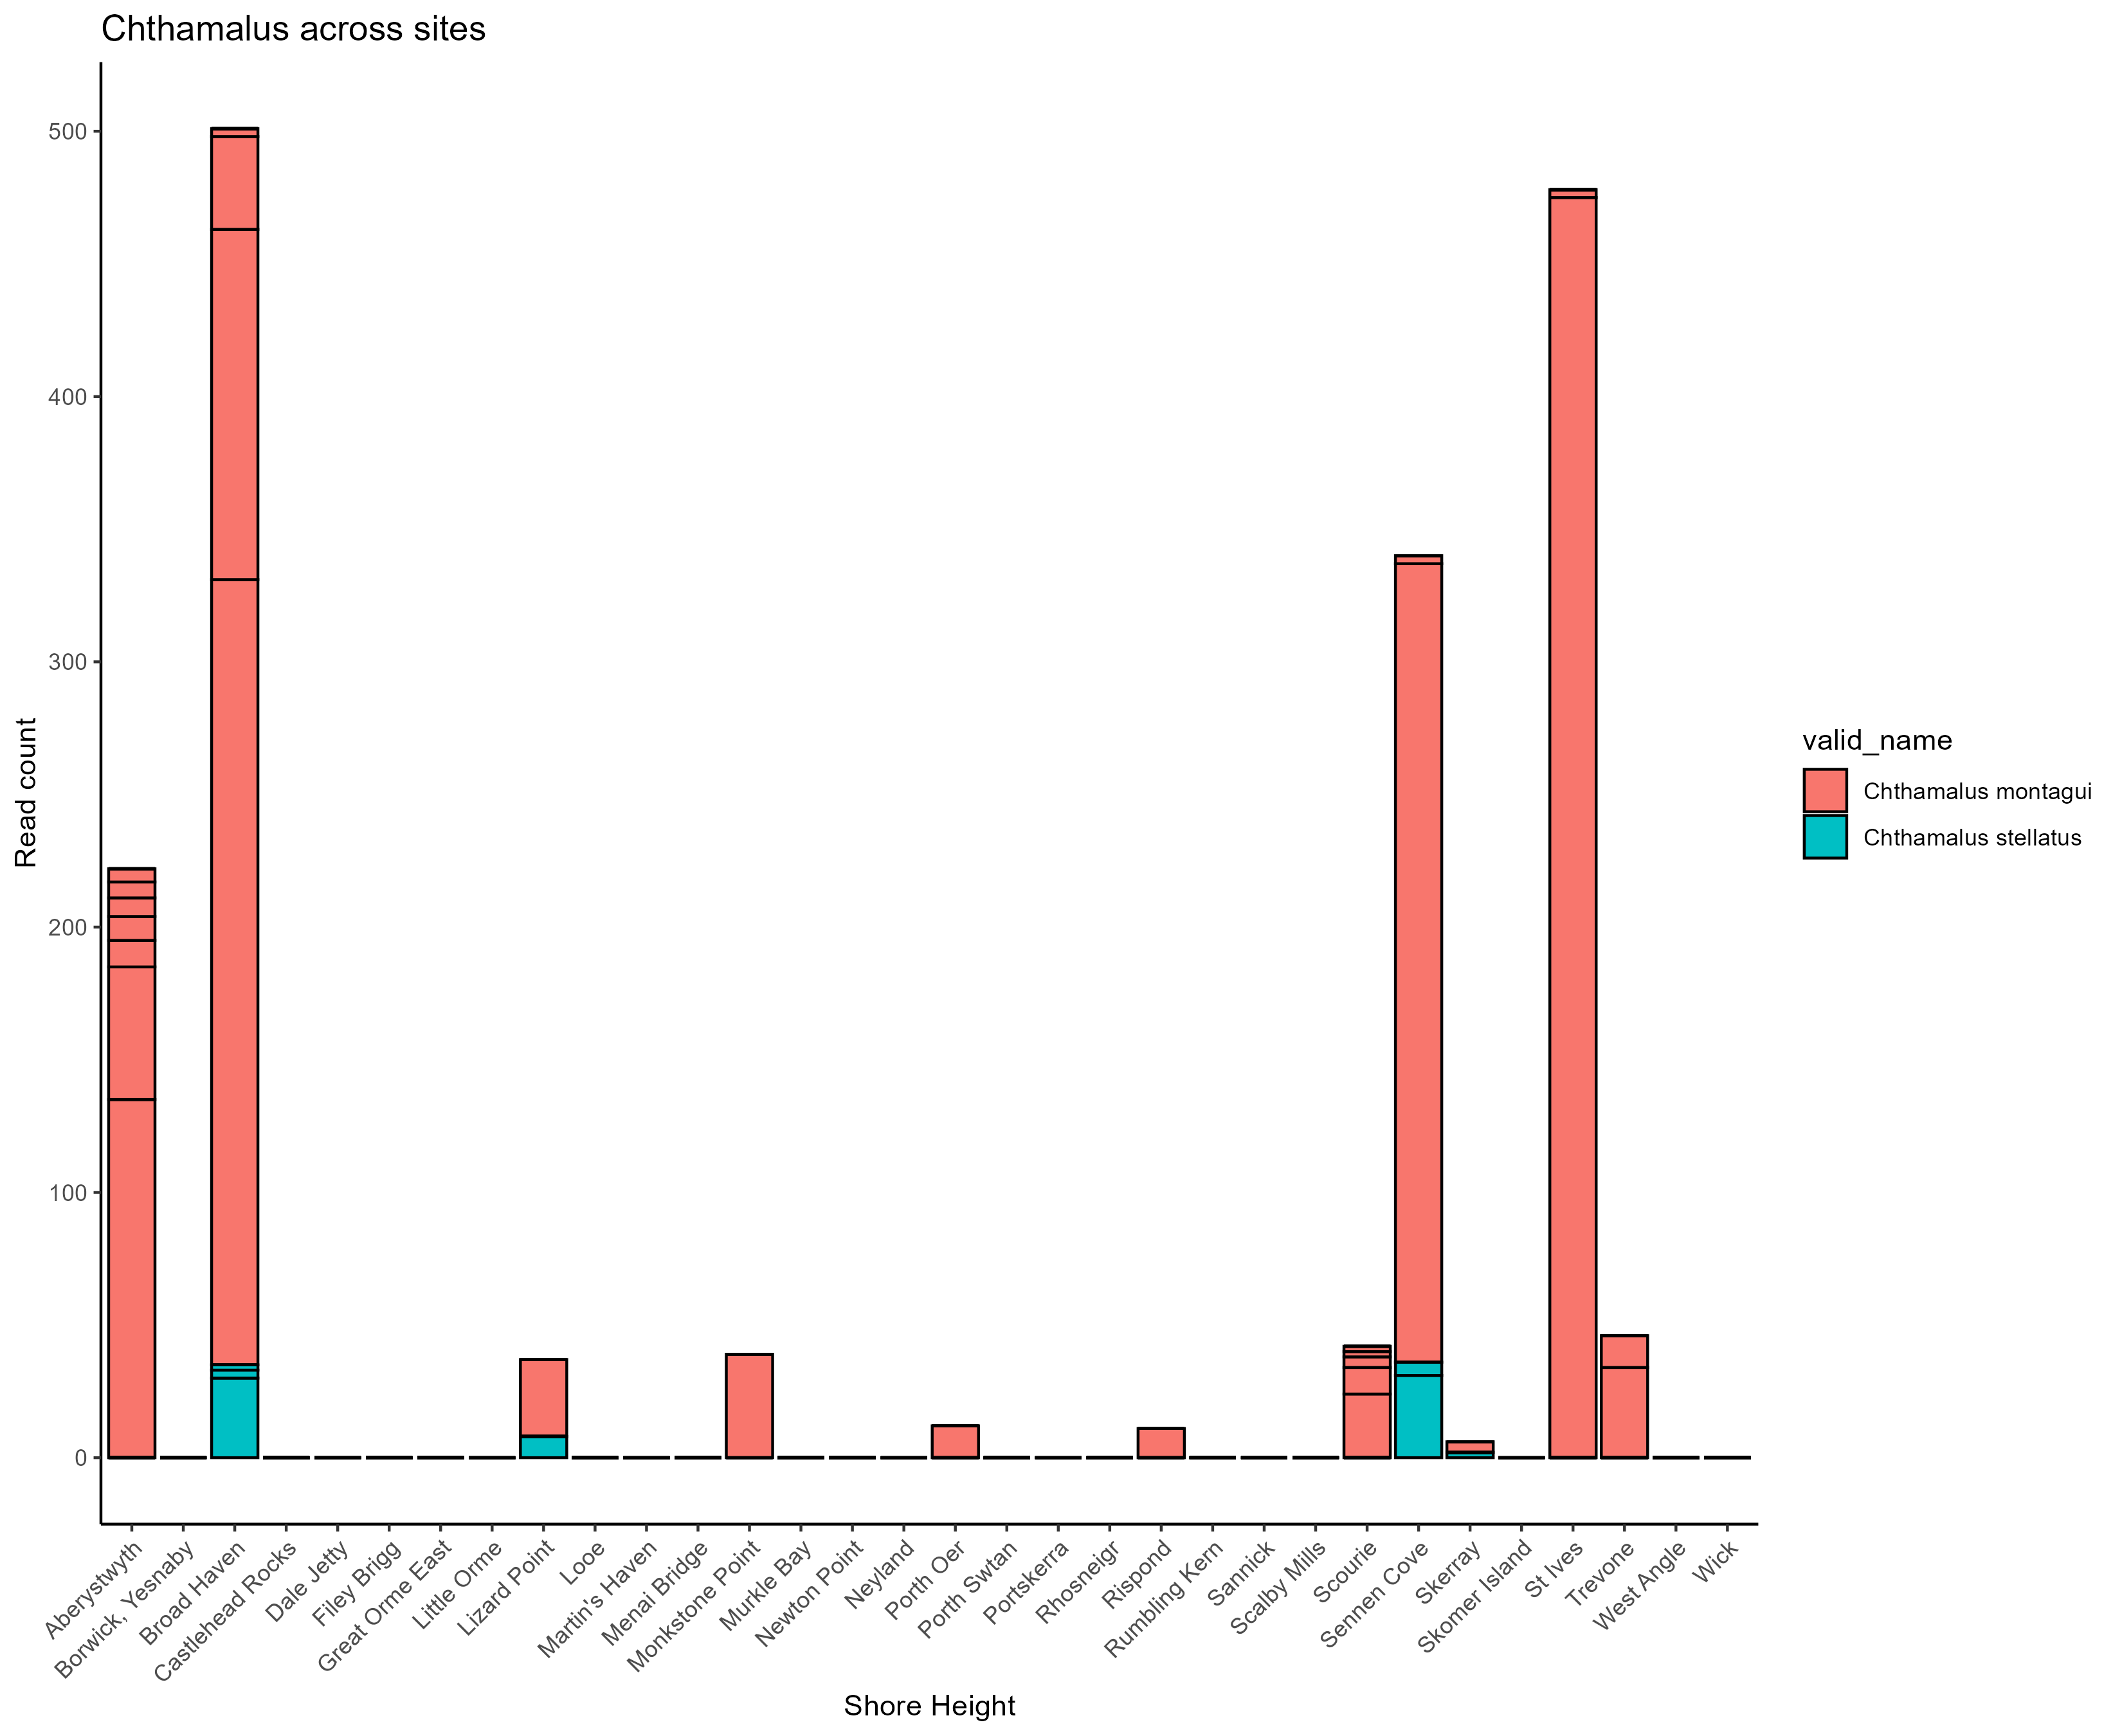 Chthamalus across sites
Read count
500
400
300
200
100
0
Aberystwyth
Borwick, Yesnaby
Broad Haven
Castlehead Rocks
Dale Jetty
Filey Brigg
Great Orme East
Little Orme
Lizard Point
Looe
Martin's Haven
Menai Bridge
Monkstone Point
Murkle Bay
Newton Point
Neyland
Porth Oer
Porth Swtan
Portskerra
Rhosneigr
Rispond
Rumbling Kern
Sannick
Scalby Mills
Scourie
Sennen Cove
Skerray
Skomer Island
St Ives
Trevone
West Angle
Wick
Shore Height
valid_name
Chthamalus montagui
Chthamalus stellatus